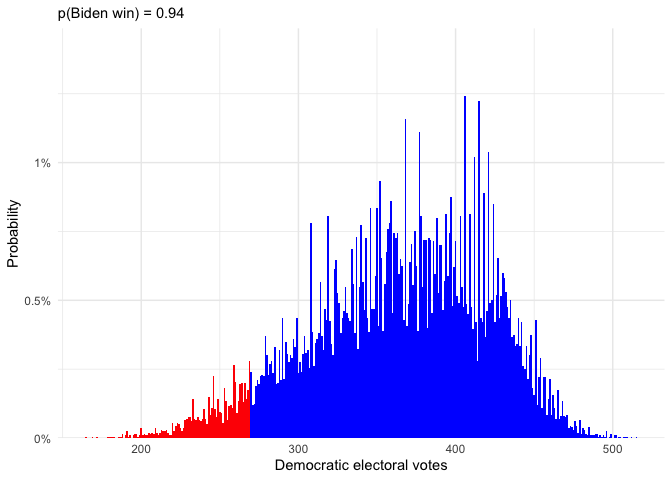 p(Biden win) = 0.94
Probability
1%
0.5%
0%
200
300
400
500
Democratic electoral votes